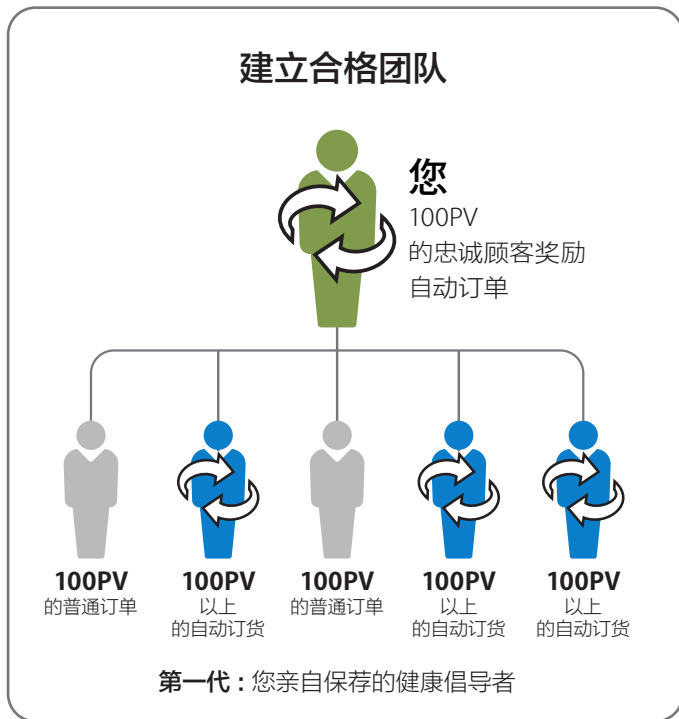 建立合格团队
您
100PV
的忠诚顾客奖励
自动订单
100PV
的普通订单
100PV
以上
的自动订货
100PV
的普通订单
100PV
以上
的自动订货
100PV
以上
的自动订货
第一代：您亲自保荐的健康倡导者